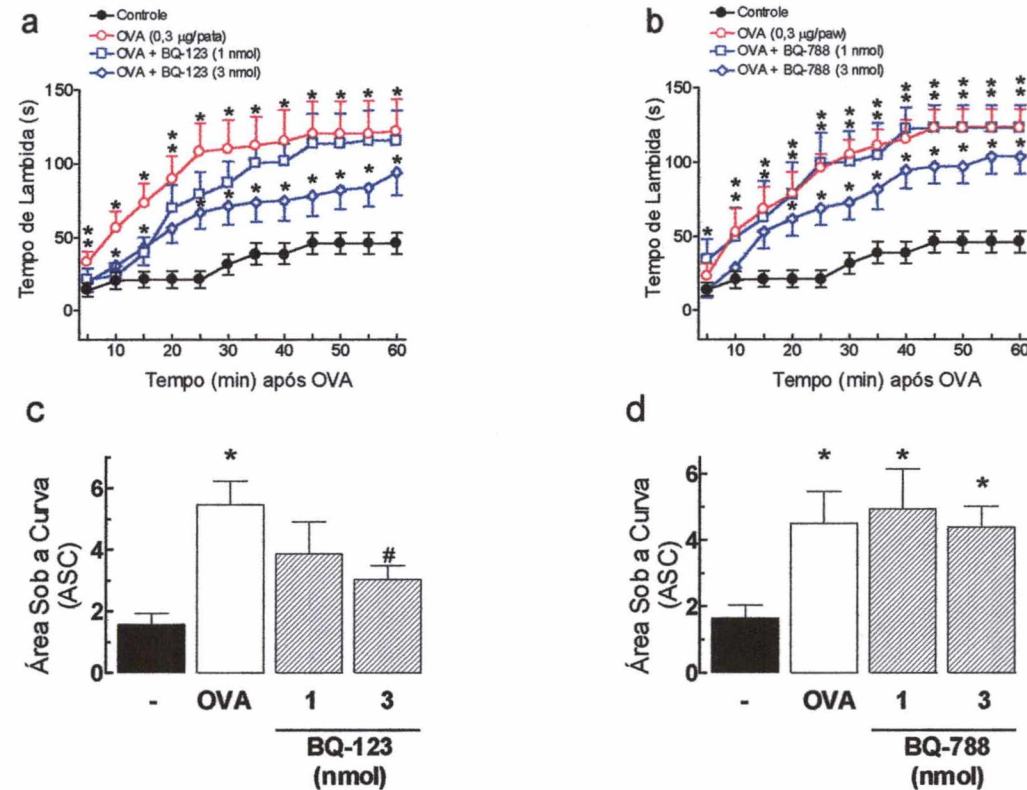 a
Controle
OVA (0,3 µg/pata)
OVA + BQ-123 (1 nmol)
OVA + BQ-123 (3 nmol)
Tempo de Lambida (s)
150
100
50
0
10 20 30 40 50 60
Tempo (min) após OVA
b
Controle
OVA (0,3 µg/paw)
OVA + BQ-788 (1 nmol)
OVA + BQ-788 (3 nmol)
Tempo de Lambida (s)
150
100
50
0
10 20 30 40 50 60
Tempo (min) após OVA
c
Área Sob a Curva
(ASC)
6
4
2
0
*
#
- OVA 1 3
BQ-123
(nmol)
d
Área Sob a Curva
(ASC)
6
4
2
0
* * *
- OVA 1 3
BQ-788
(nmol)